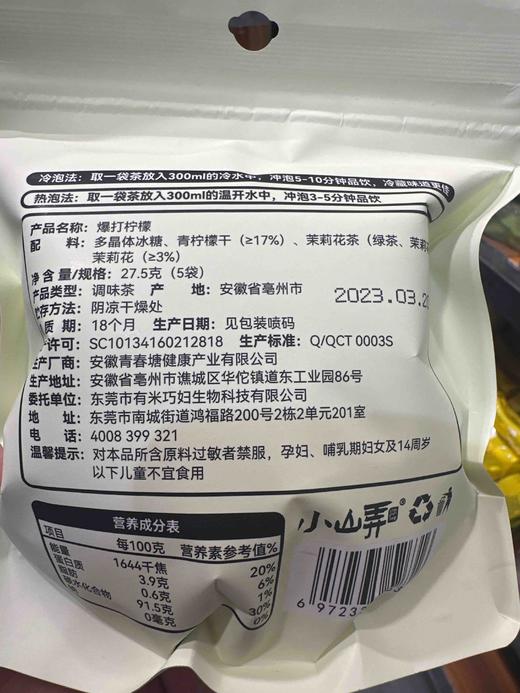 冷泡法：取一袋茶放入300ml的冷水中，冲泡5-10分钟品饮，冷藏味道更佳
热泡法：取一袋茶放入300ml的温开水中，冲泡3-5分钟品饮
产品名称：爆打柠檬
配 料：多晶体冰糖、青柠檬干（≥17%）、茉莉花茶（绿茶、茉莉花
茉莉花（≥3%）
净含量/规格：27.5克（5袋）
产品类型：调味茶 产 地：安徽省亳州市
贮存方法：阴凉干燥处
2023.03.2
质期：18个月 生产日期：见包装喷码
许可：SC10134160212818 生产标准：Q/QCT 0003S
生产厂商：安徽青春塘健康产业有限公司
生产地址：安徽省亳州市谯城区华佗镇道东工业园86号
委托单位：东莞市有米巧妇生物科技有限公司
地 址：东莞市南城街道鸿福路200号2栋2单元201室
电 话：4008 399 321
温馨提示：对本品所含原料过敏者禁服，孕妇、哺乳期妇女及14周岁
以下儿童不宜食用
营养成分表
项目 每100克 营养素参考值%
能量 1644千焦 20%
蛋白质 3.9克 6%
脂肪 0.6克 1%
碳水化合物 91.5克 30%
0毫克 0%
小山弄
6 9723